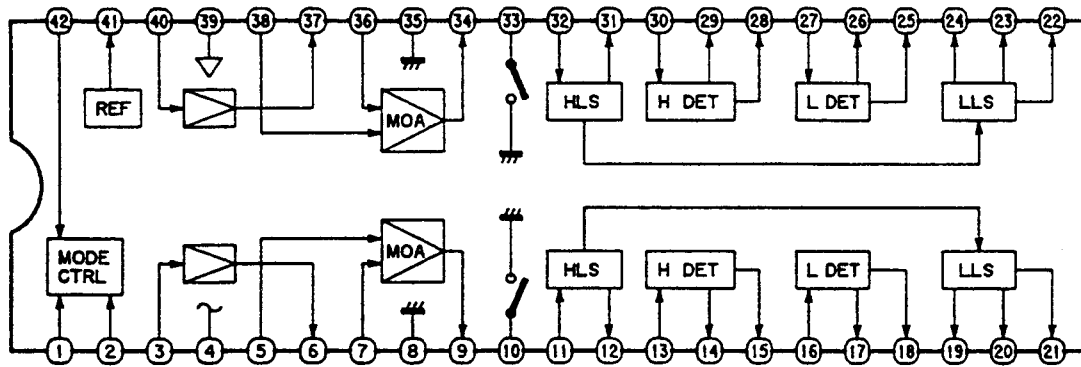 42 41 40 39 38 37 36 35 34 33 32 31 30 29 28 27 26 25 24 23 22
REF MOA HLS H DET L DET LLS
MODE
CTRL
MOA HLS H DET L DET LLS
1 2 3 4 5 6 7 8 9 10 11 12 13 14 15 16 17 18 19 20 21